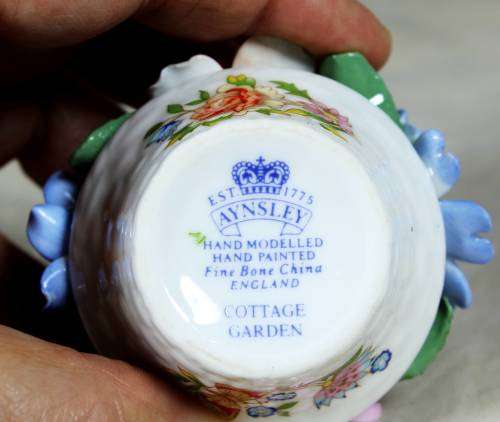 EST. 1775
AYNSLEY
HAND MODELLED
HAND PAINTED
Fine Bone China
ENGLAND
COTTAGE
GARDEN